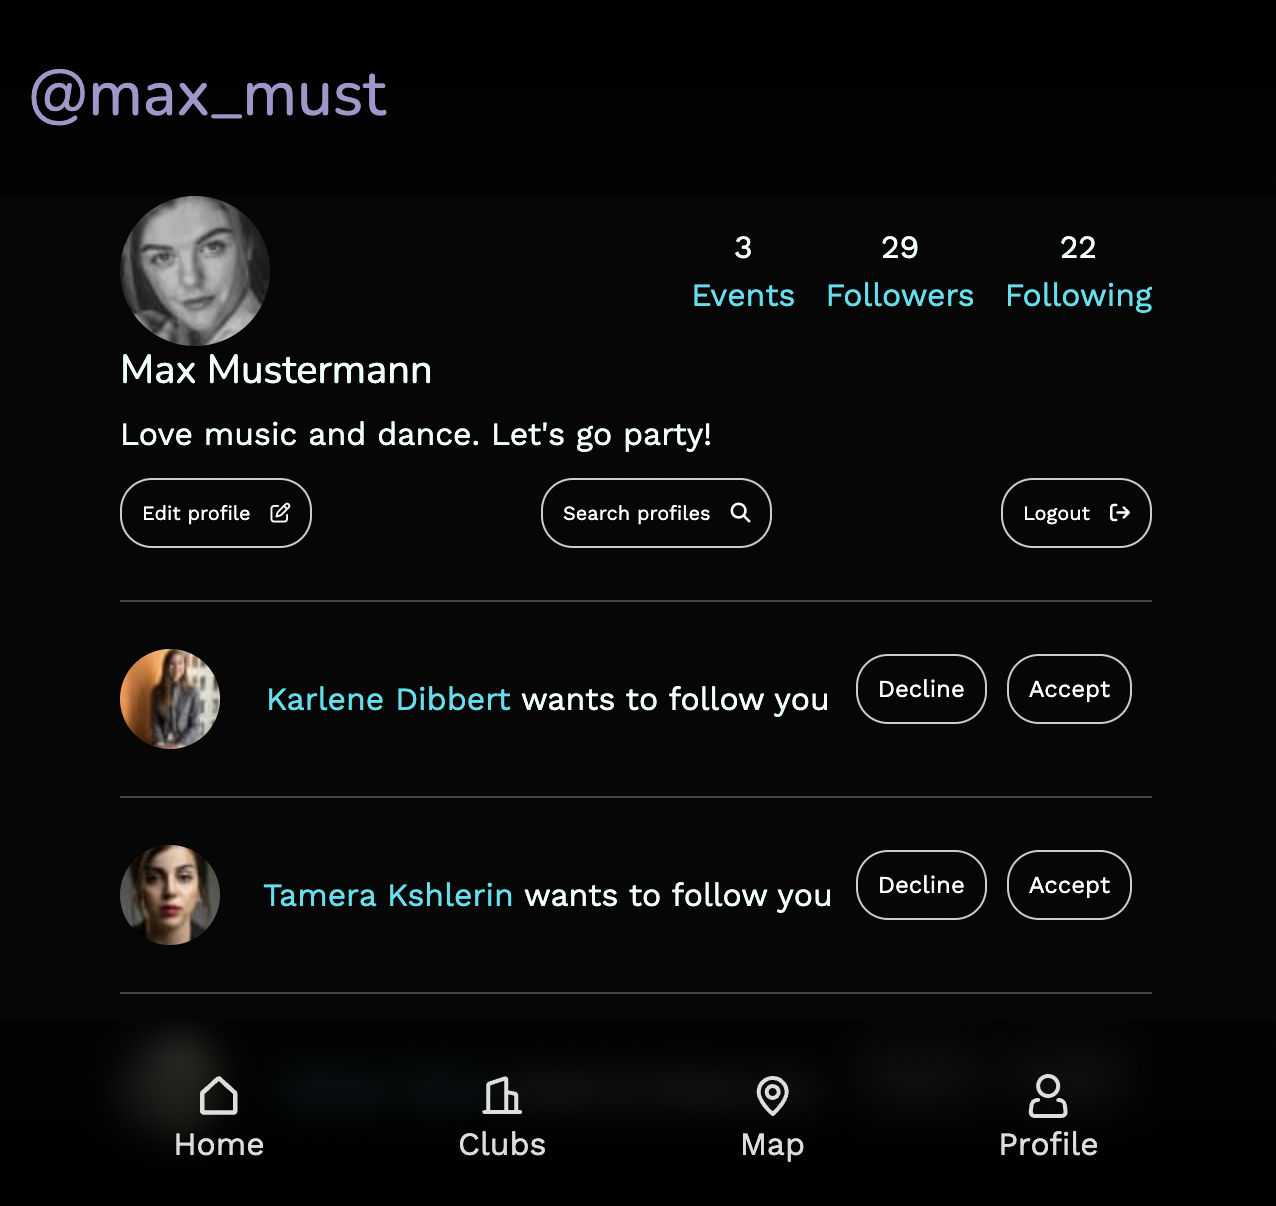 @max_must
3 29 22
Events Followers Following
Max Mustermann
Love music and dance. Let's go party!
Edit profile Search profiles Logout
Karlene Dibbert wants to follow you Decline Accept
Tamera Kshlerin wants to follow you Decline Accept
Home Clubs Map Profile